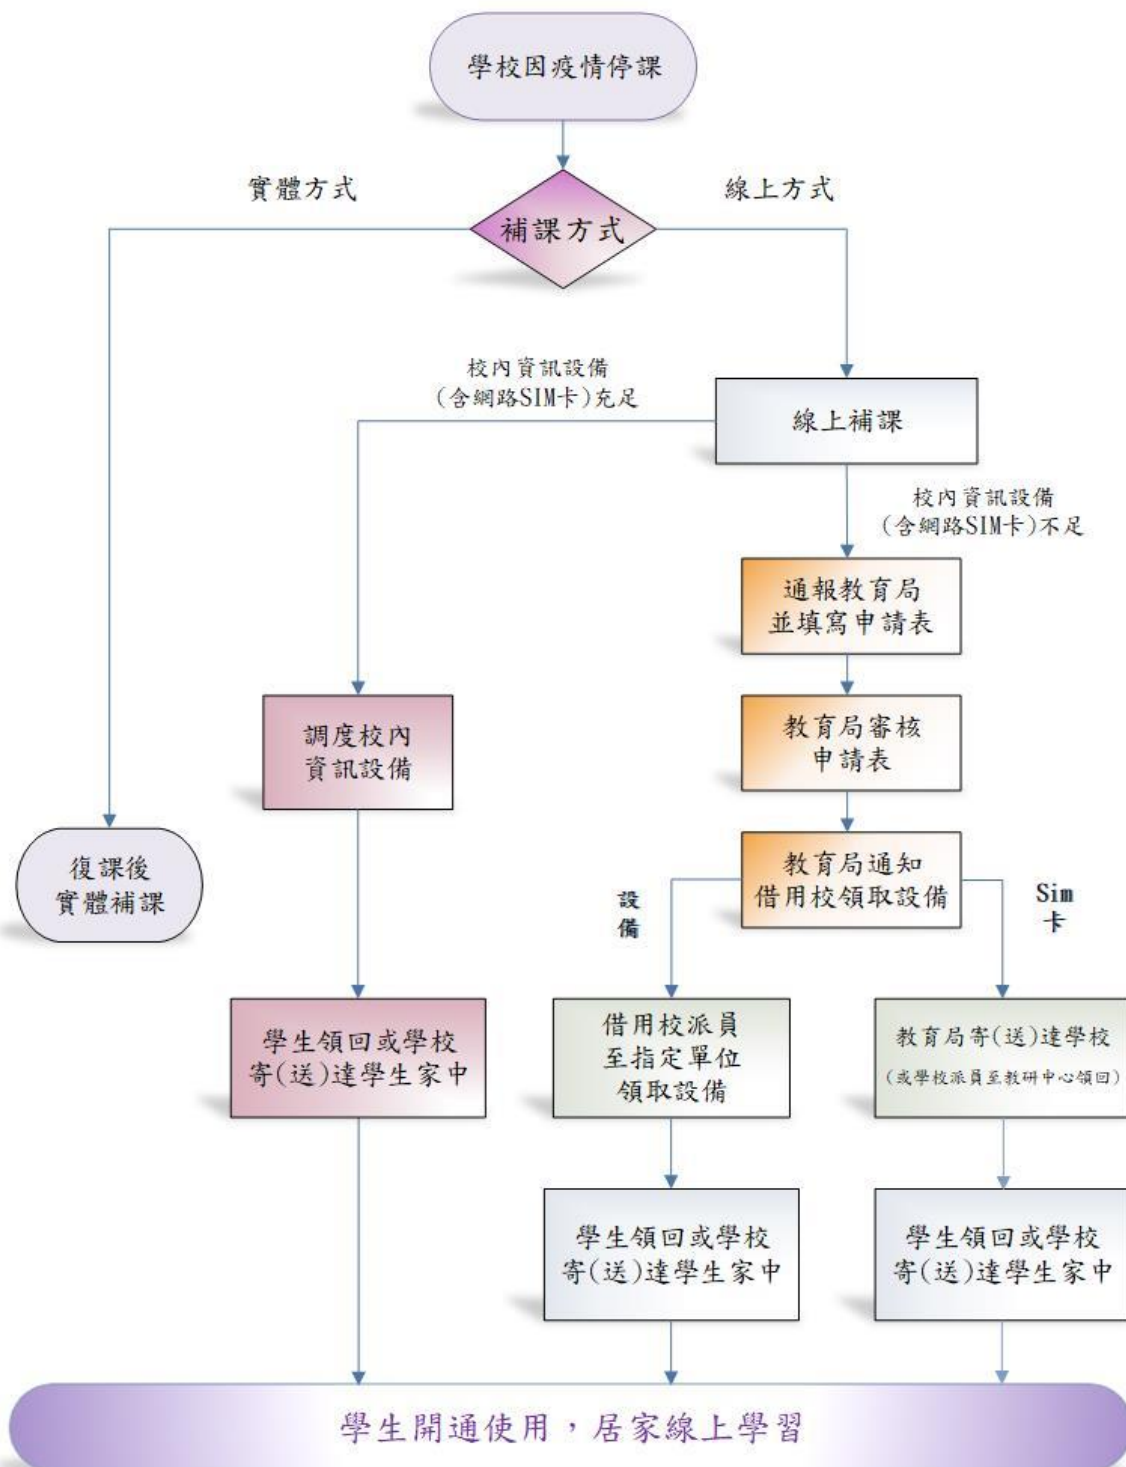 學校因疫情停課
實體方式
線上方式
補課方式
校內資訊設備
(含網路SIM卡)充足
線上補課
校內資訊設備
(含網路SIM卡)不足
通報教育局
並填寫申請表
調度校內
資訊設備
教育局審核
申請表
復課後
實體補課
教育局通知
借用校領取設備
設
備
Sim
卡
學生領回或學校
寄(送)達學生家中
借用校派員
至指定單位
領取設備
教育局寄(送)達學校
(或學校派員至教研中心領回)
學生領回或學校
寄(送)達學生家中
學生領回或學校
寄(送)達學生家中
學生開通使用，居家線上學習